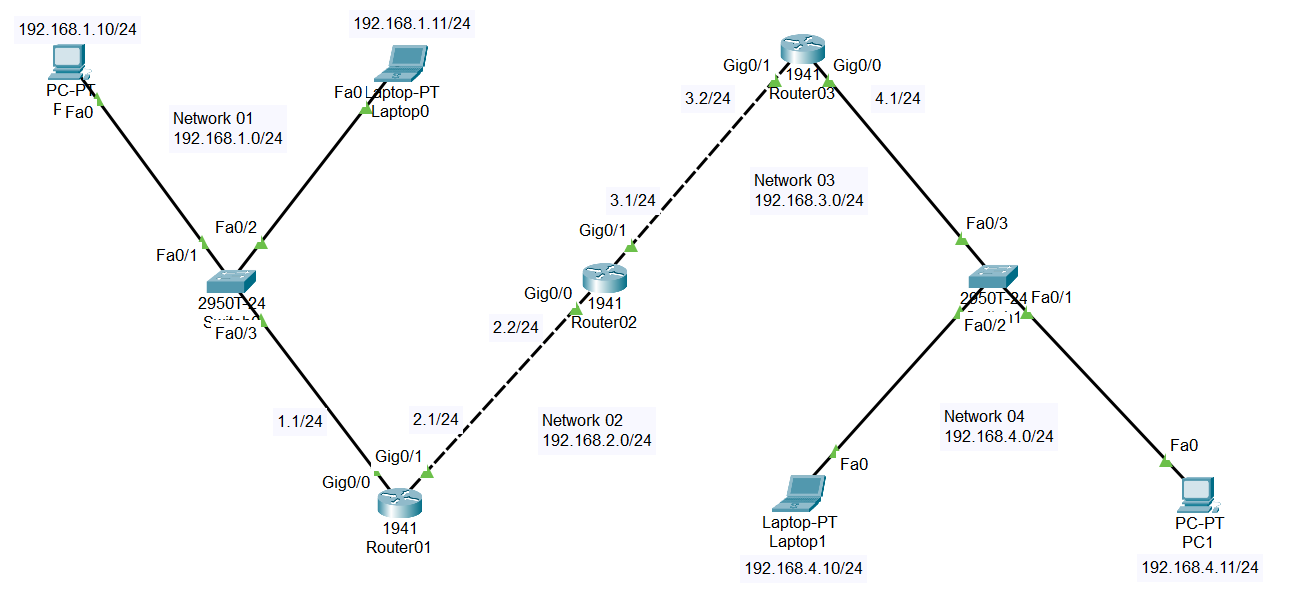 192.168.1.10/24
192.168.1.11/24
PC-PT
Fa0
Fa0
Laptop-PT
Laptop0
Network 01
192.168.1.0/24
Fa0/1
Fa0/2
2950T-24
Fa0/3
1.1/24
Gig0/0
Gig0/1
2.1/24
1941
Router01
Network 02
192.168.2.0/24
2.2/24
Gig0/0
1941
Router02
Gig0/1
3.1/24
Network 03
192.168.3.0/24
3.2/24
Gig0/1
1941
Router03
Gig0/0
4.1/24
Fa0/3
2950T-24
Fa0/1
Fa0/2
Network 04
192.168.4.0/24
Fa0
Laptop-PT
Laptop1
192.168.4.10/24
Fa0
PC-PT
PC1
192.168.4.11/24